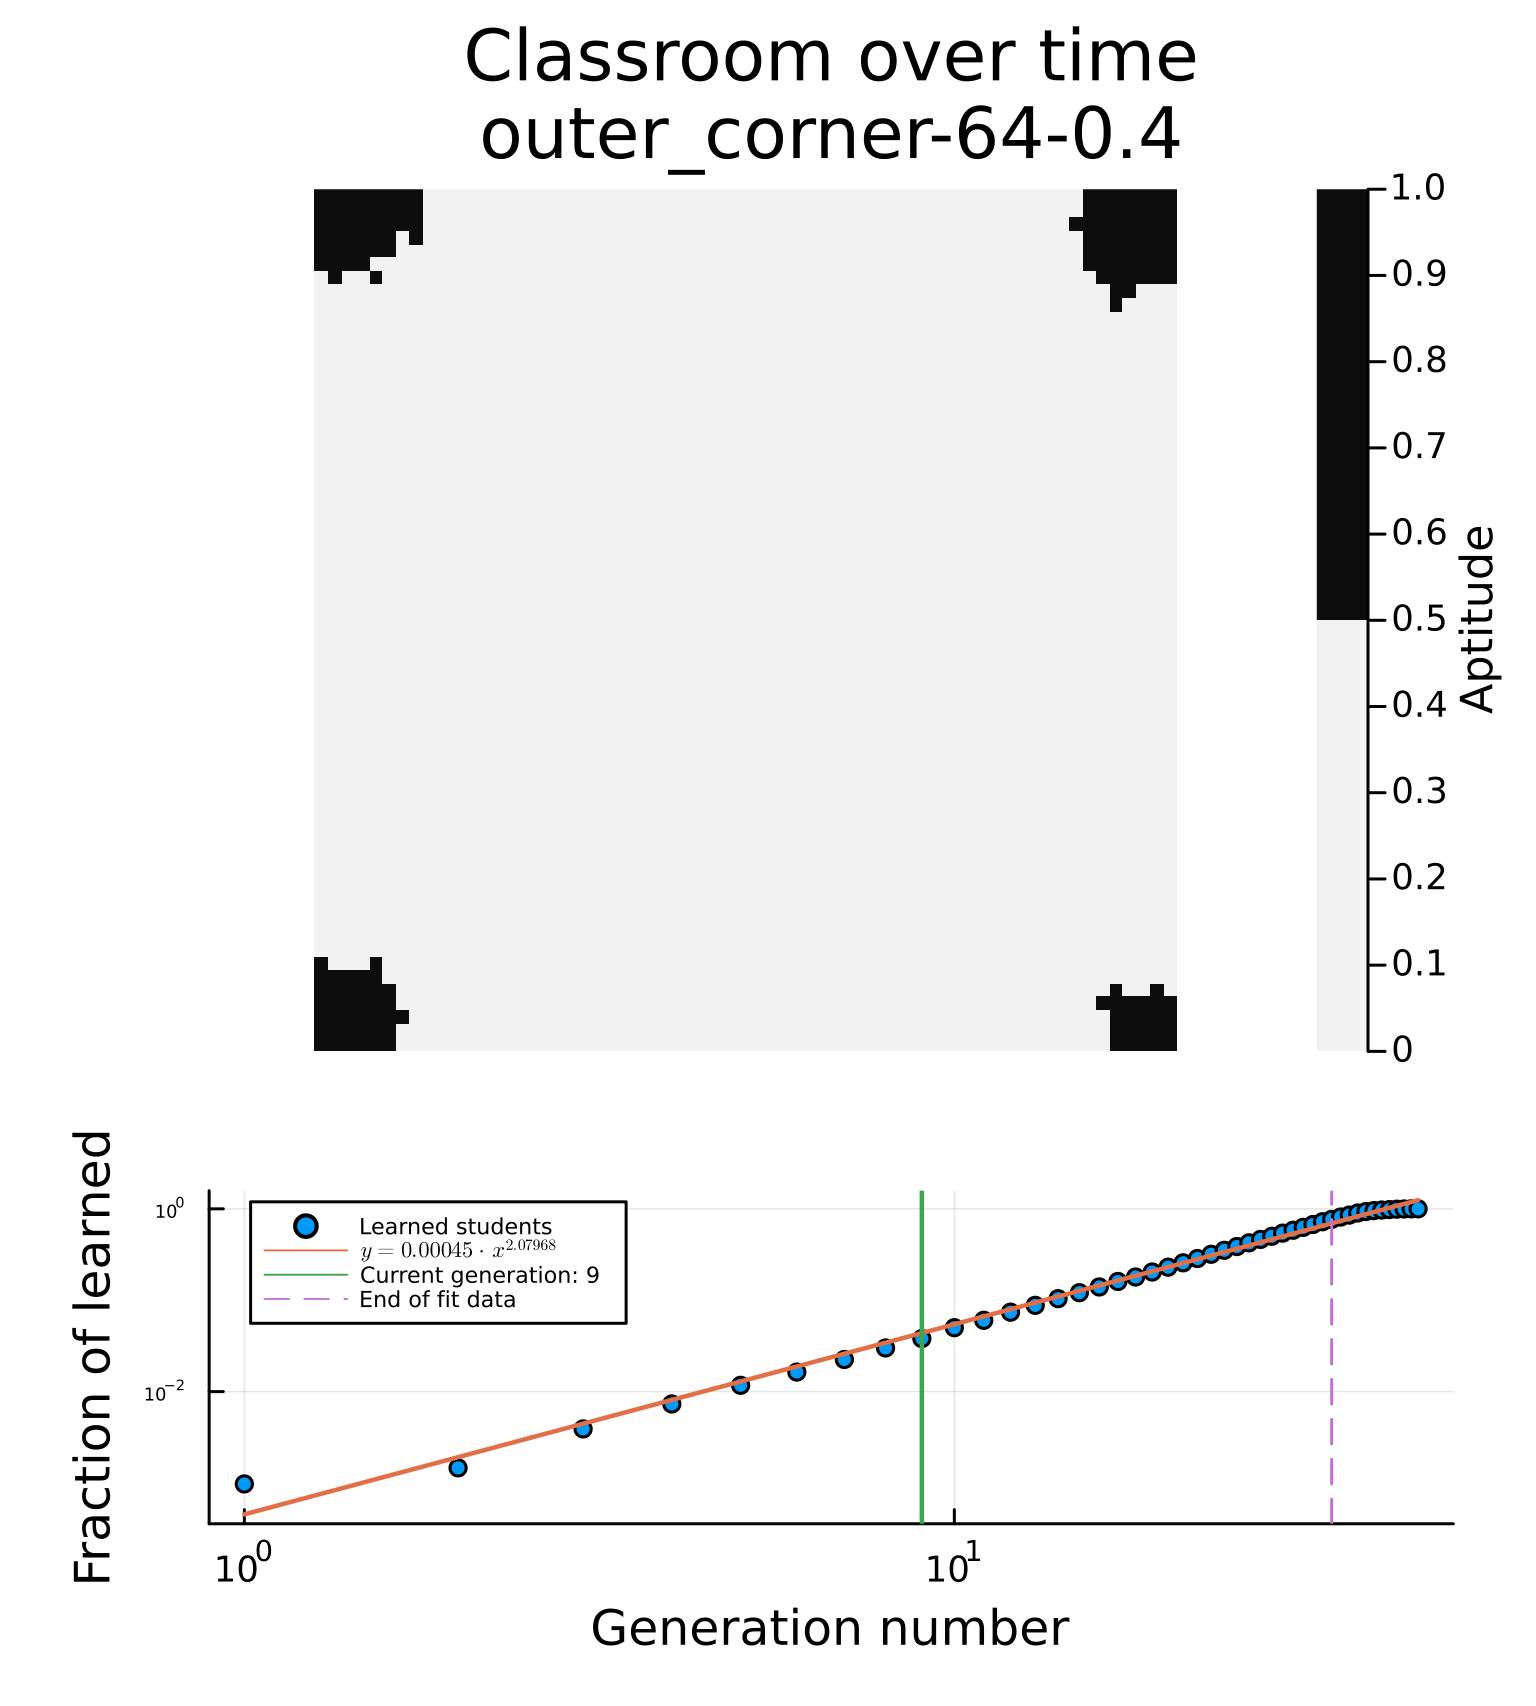 Classroom over time
outer_corner-64-0.4
1.0
0.9
0.8
0.7
0.6
0.5
0.4
0.3
0.2
0.1
0
Aptitude
Fraction of learned
10⁰
10⁻²
Learned students
y = 0.00045 · x^2.07968
Current generation: 9
End of fit data
10⁰
10¹
Generation number